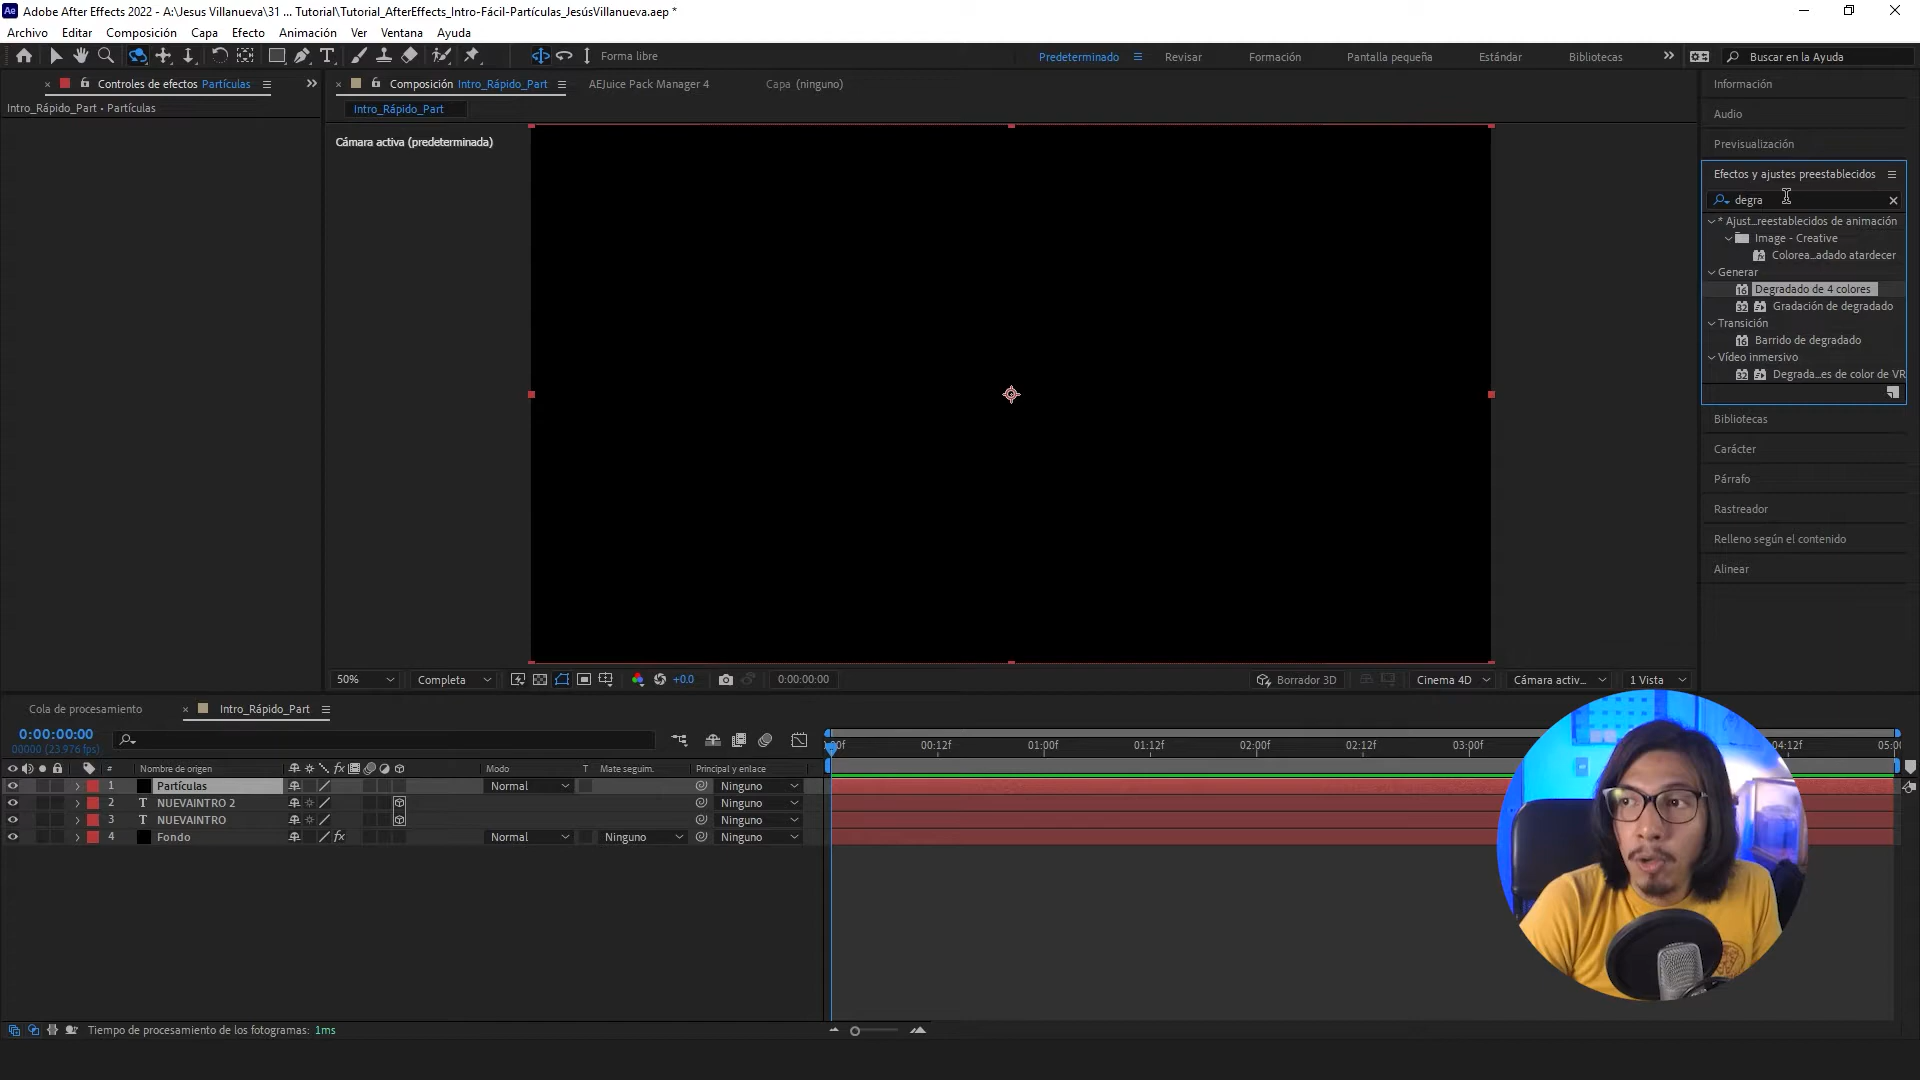 Adobe After Effects 2022 - A:\Jesus Villanueva\31 ... Tutorial\Tutorial_AfterEffects_Intro-Fácil-Partículas_JesúsVillanueva.aep *
Archivo Editar Composición Capa Efecto Animación Ver Ventana Ayuda
Forma libre Predeterminado Revisar Formación Pantalla pequeña Estándar Bibliotecas Buscar en la Ayuda
Controles de efectos Partículas
Intro_Rápido_Part • Partículas
Composición Intro_Rápido_Part AEJuice Pack Manager 4 Capa (ninguno)
Intro_Rápido_Part
Cámara activa (predeterminada)
Información
Audio
Previsualización
Efectos y ajustes preestablecidos
degra
* Ajust...reestablecidos de animación
Image - Creative
Colorea...adado atardecer
Generar
Degradado de 4 colores
Gradación de degradado
Transición
Barrido de degradado
Vídeo inmersivo
Degrada...es de color de VR
Bibliotecas
Carácter
Párrafo
Rastreador
Relleno según el contenido
Alinear
50% Completa +0.0 0:00:00:00 Borrador 3D Cinema 4D Cámara activ... 1 Vista
Cola de procesamiento Intro_Rápido_Part
0:00:00:00
00000 (23.976 fps)
:00f 00:12f 01:00f 01:12f 02:00f 02:12f 03:00f 04:12f 05:00
# Nombre de origen fx Modo T Mate seguim. Principal y enlace
1 Partículas Normal Ninguno
2 T NUEVAINTRO 2 Ninguno
3 T NUEVAINTRO Ninguno
4 Fondo fx Normal Ninguno Ninguno
Tiempo de procesamiento de los fotogramas: 1ms